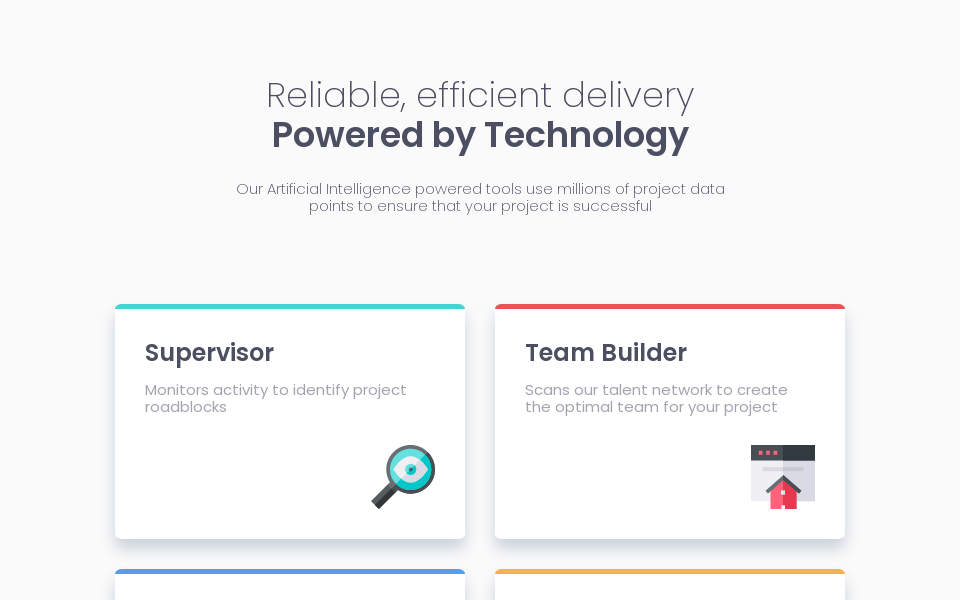 Reliable, efficient delivery
Powered by Technology
Our Artificial Intelligence powered tools use millions of project data
points to ensure that your project is successful
Supervisor
Monitors activity to identify project
roadblocks
Team Builder
Scans our talent network to create
the optimal team for your project